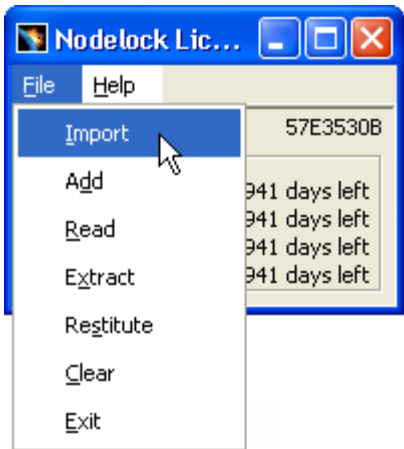 Nodelock Lic...
File Help
Import
57E3530B
Add
941 days left
941 days left
Read
941 days left
Extract
941 days left
Restitute
Clear
Exit